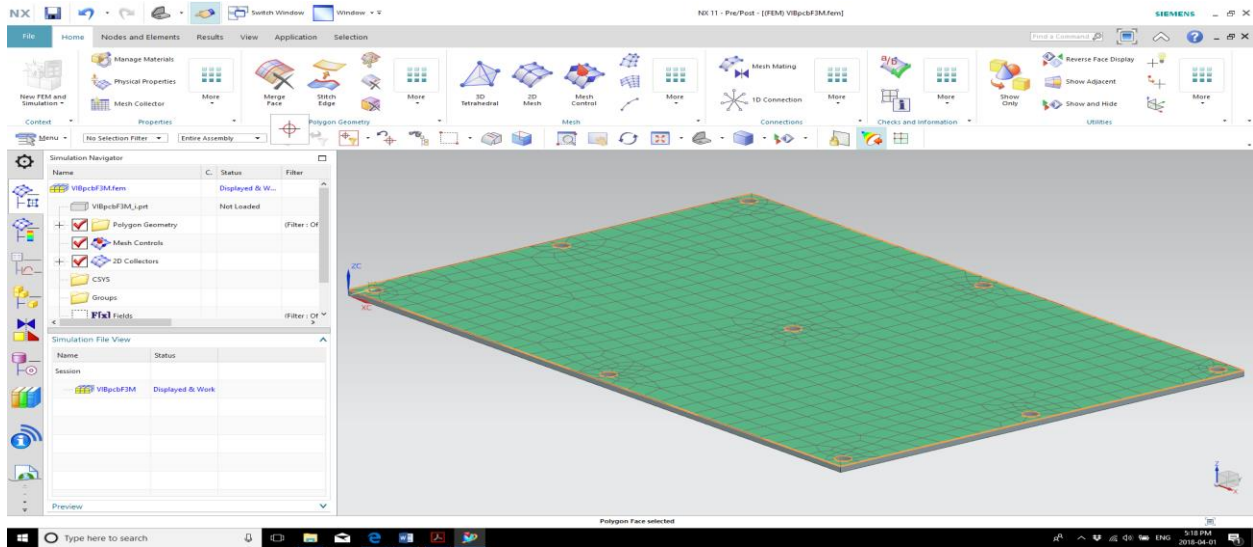 NX
Switch Window
Window
NX 11 - Pre/Post - [(FEM) VIBpcbF3M.fem]
SIEMENS
File
Home
Nodes and Elements
Results
View
Application
Selection
Find a Command
New FEM and Simulation
Manage Materials
Physical Properties
Mesh Collector
More
Merge Face
Stitch Edge
More
3D Tetrahedral
2D Mesh
Mesh Control
More
Mesh Mating
1D Connection
More
More
Show Only
Reverse Face Display
Show Adjacent
Show and Hide
More
Context
Properties
Polygon Geometry
Mesh
Connections
Checks and Information
Utilities
Menu
No Selection Filter
Entire Assembly
Simulation Navigator
Name
C.
Status
Filter
VIBpcbF3M.fem
Displayed & W...
VIBpcbF3M_i.prt
Not Loaded
Polygon Geometry
(Filter : Of
Mesh Controls
2D Collectors
CSYS
Groups
F[x] Fields
(Filter : Of
Simulation File View
Name
Status
Session
VIBpcbF3M
Displayed & Work
Preview
ZC
XC
Z
X
Polygon Face selected
Type here to search
ENG
5:18 PM
2018-04-01